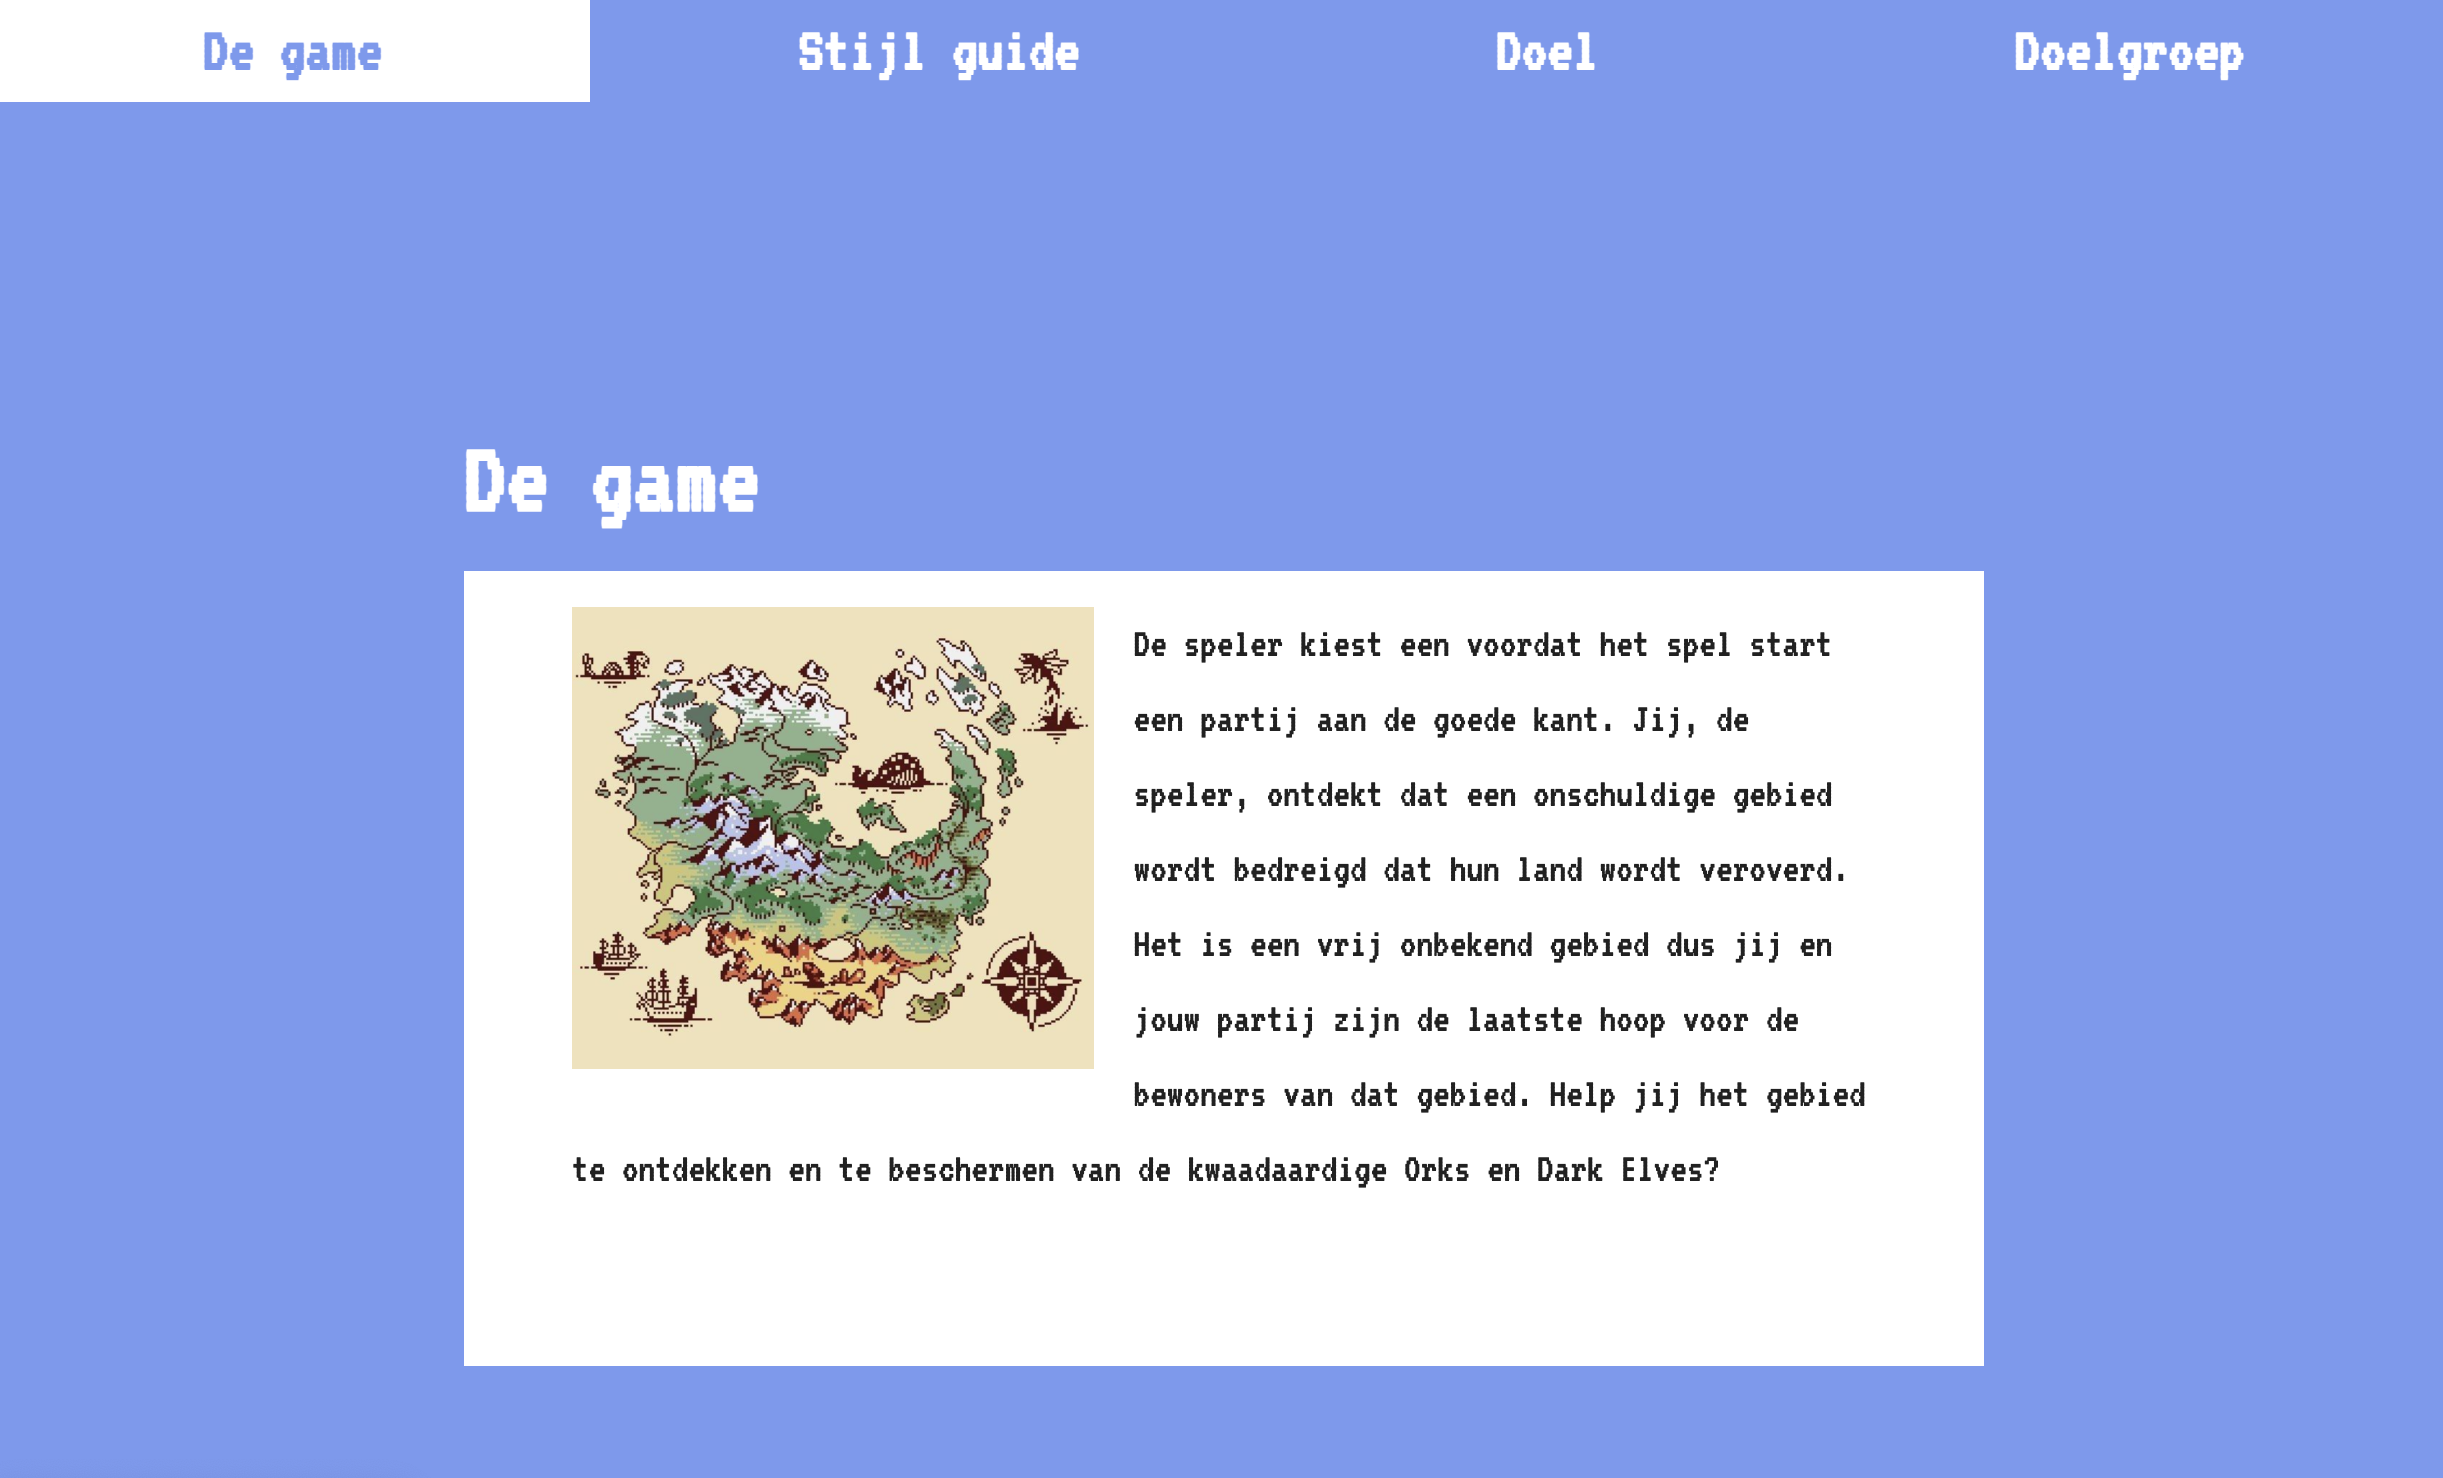 De game
Stijl guide
Doel
Doelgroep
De game
De speler kiest een voordat het spel start
een partij aan de goede kant. Jij, de
speler, ontdekt dat een onschuldige gebied
wordt bedreigd dat hun land wordt veroverd.
Het is een vrij onbekend gebied dus jij en
jouw partij zijn de laatste hoop voor de
bewoners van dat gebied. Help jij het gebied
te ontdekken en te beschermen van de kwaadaardige Orks en Dark Elves?